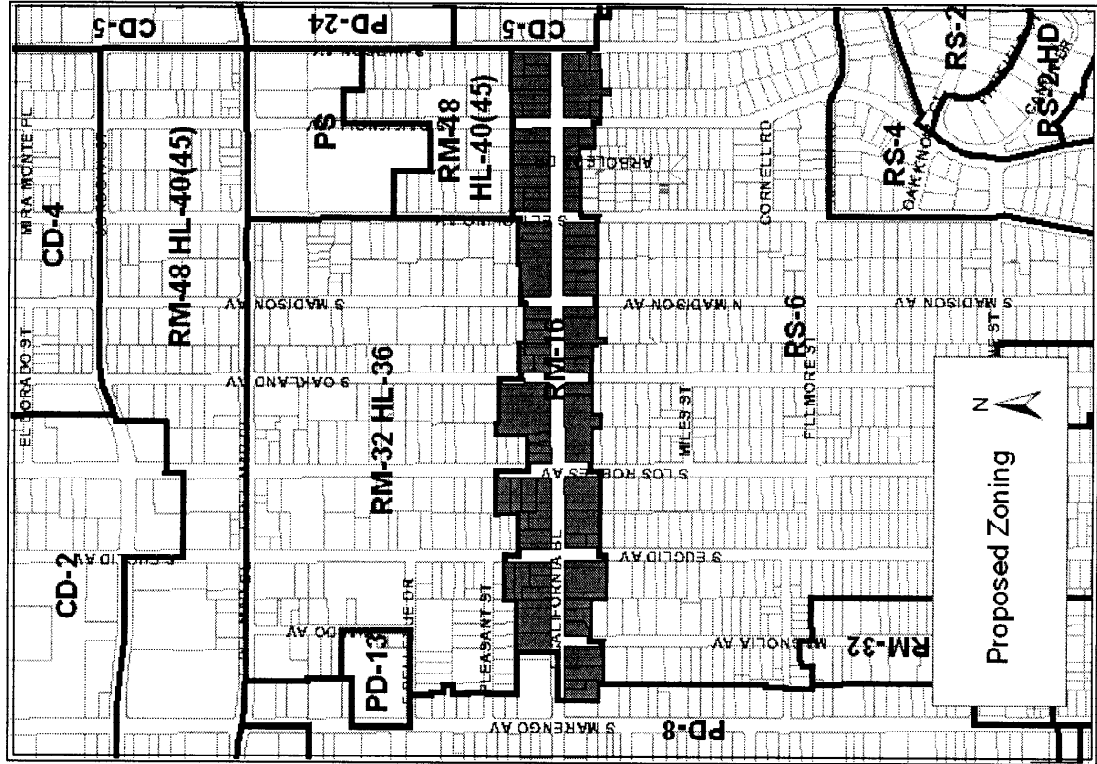 CD-5
PD-24
CD-5
MIRA MONTE PL
CD-4
RM-48 HL-40(45)
PS
RM-48
HL-40(45)
ARBOLE
DR
CORNELL RD
RS-4
OAK KNOLL
RS-2
RS-2-HD
EL DORADO ST
S MADISON AV
N MADISON AV
S MADISON AV
S OAKLAND AV
RM-32 HL-36
RM-16
RS-6
MILES ST
FILLMORE ST
S LOS ROBLES AV
S EUCLID AV
CD-2
PLEASANT ST
CALIFORNIA BL
S EUCLID AV
PD-13
MAGNOLIA AV
RM-32
S MARENGO AV
PD-8
N
Proposed Zoning